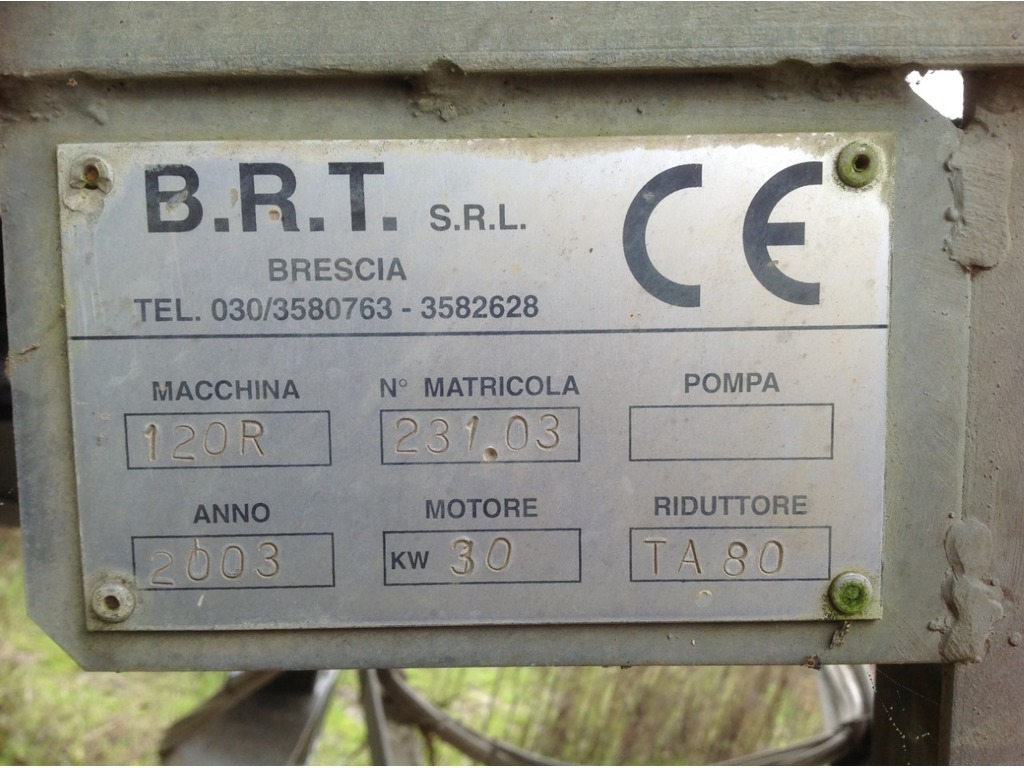 B.R.T. S.R.L.
CE
BRESCIA
TEL. 030/3580763 - 3582628
MACCHINA N° MATRICOLA POMPA
120R 231.03
ANNO MOTORE RIDUTTORE
2003 KW 30 TA 80